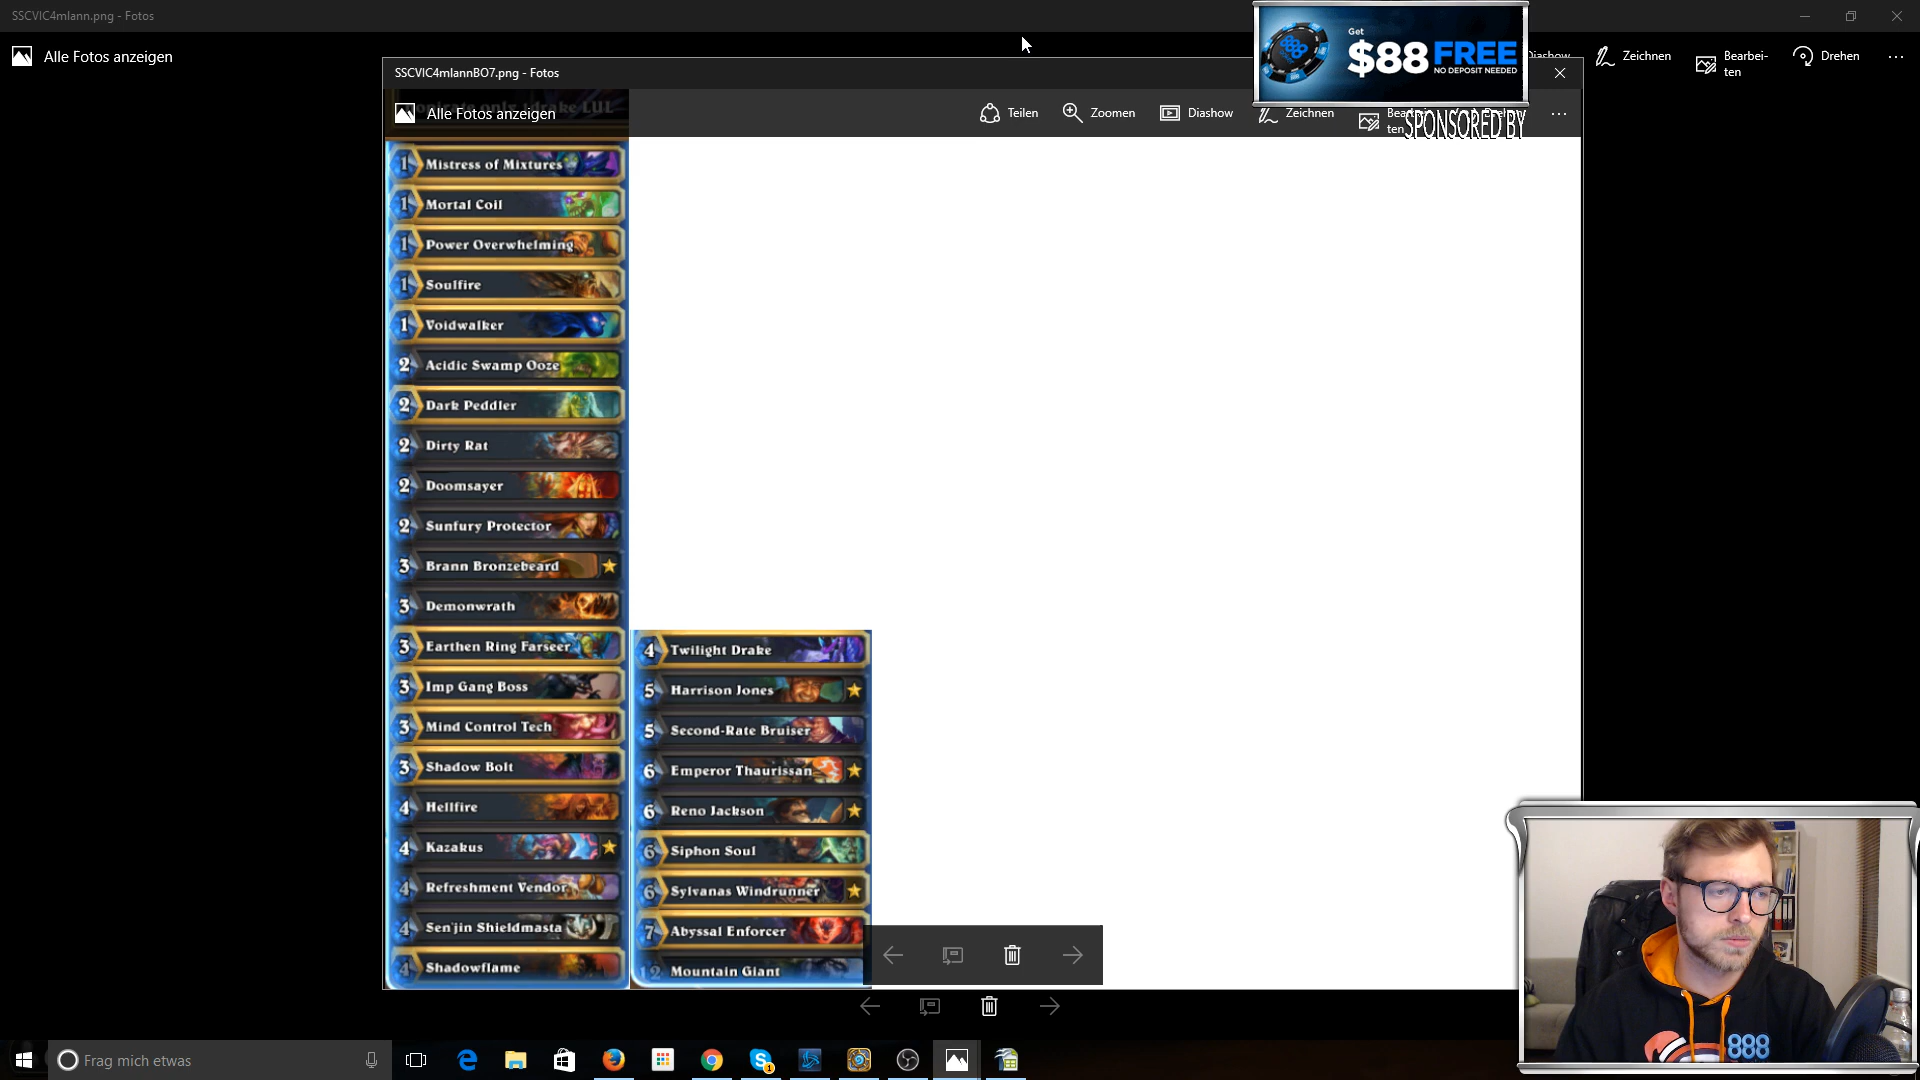 SSCVIC4mlann.png - Fotos
Alle Fotos anzeigen
Get
$88 FREE
NO DEPOSIT NEEDED
SPONSORED BY
Diashow
Zeichnen
Bearbei-
ten
Drehen
SSCVIC4mlannBO7.png - Fotos
Alle Fotos anzeigen
Teilen
Zoomen
Diashow
Zeichnen
ten
1 Mistress of Mixtures
1 Mortal Coil
1 Power Overwhelming
1 Soulfire
1 Voidwalker
2 Acidic Swamp Ooze
2 Dark Peddler
2 Dirty Rat
2 Doomsayer
2 Sunfury Protector
3 Brann Bronzebeard
3 Demonwrath
3 Earthen Ring Farseer
3 Imp Gang Boss
3 Mind Control Tech
3 Shadow Bolt
4 Hellfire
4 Kazakus
4 Refreshment Vendor
4 Sen'jin Shieldmasta
4 Shadowflame
4 Twilight Drake
5 Harrison Jones
5 Second-Rate Bruiser
6 Emperor Thaurissan
6 Reno Jackson
6 Siphon Soul
6 Sylvanas Windrunner
7 Abyssal Enforcer
12 Mountain Giant
888
Frag mich etwas